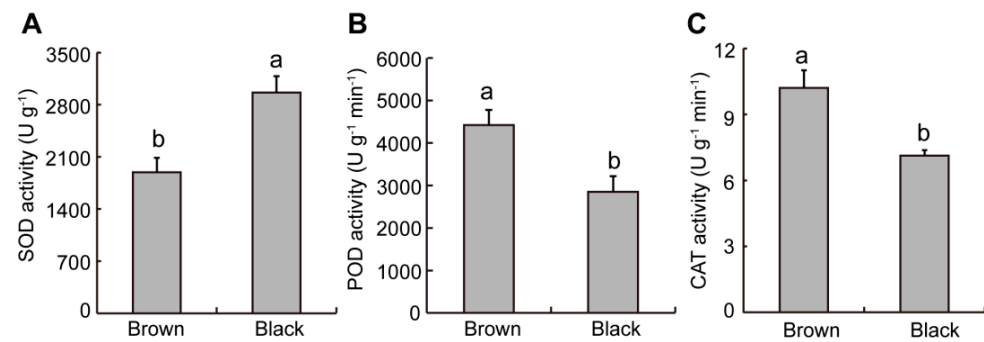 A
SOD activity (U g⁻¹)
3500
2800
2100
1400
700
0
b
a
Brown Black
B
POD activity (U g⁻¹ min⁻¹)
6000
5000
4000
3000
2000
1000
0
a
b
Brown Black
C
CAT activity (U g⁻¹ min⁻¹)
12
9
6
3
0
a
b
Brown Black